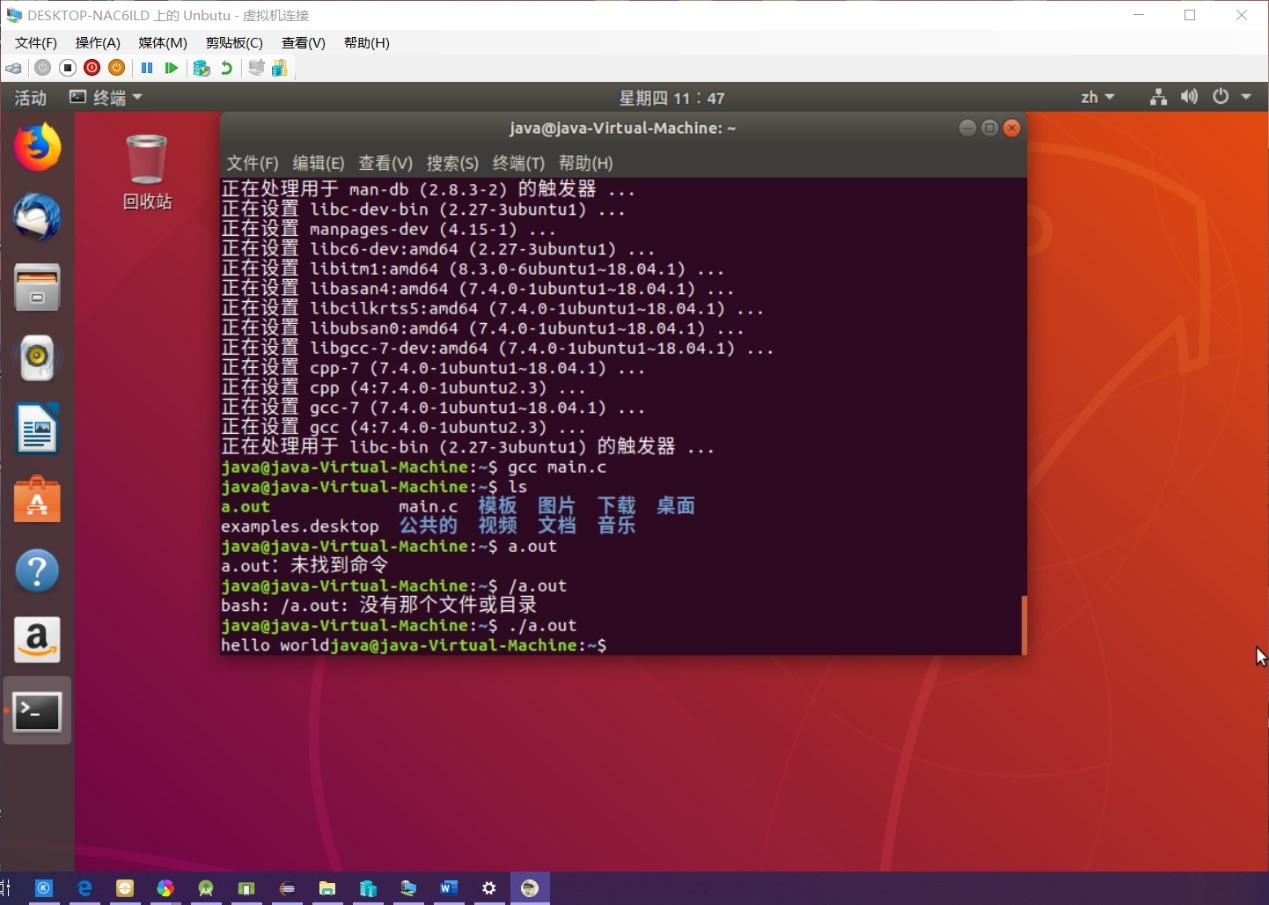 DESKTOP-NAC6ILD 上的 Unbutu - 虚拟机连接
文件(F) 操作(A) 媒体(M) 剪贴板(C) 查看(V) 帮助(H)
活动 终端 星期四 11：47 zh
java@java-Virtual-Machine: ~
文件(F) 编辑(E) 查看(V) 搜索(S) 终端(T) 帮助(H)
回收站
正在处理用于 man-db (2.8.3-2) 的触发器 ...
正在设置 libc-dev-bin (2.27-3ubuntu1) ...
正在设置 manpages-dev (4.15-1) ...
正在设置 libc6-dev:amd64 (2.27-3ubuntu1) ...
正在设置 libitm1:amd64 (8.3.0-6ubuntu1~18.04.1) ...
正在设置 libasan4:amd64 (7.4.0-1ubuntu1~18.04.1) ...
正在设置 libcilkrts5:amd64 (7.4.0-1ubuntu1~18.04.1) ...
正在设置 libubsan0:amd64 (7.4.0-1ubuntu1~18.04.1) ...
正在设置 libgcc-7-dev:amd64 (7.4.0-1ubuntu1~18.04.1) ...
正在设置 cpp-7 (7.4.0-1ubuntu1~18.04.1) ...
正在设置 cpp (4:7.4.0-1ubuntu2.3) ...
正在设置 gcc-7 (7.4.0-1ubuntu1~18.04.1) ...
正在设置 gcc (4:7.4.0-1ubuntu2.3) ...
正在处理用于 libc-bin (2.27-3ubuntu1) 的触发器 ...
java@java-Virtual-Machine:~$ gcc main.c
java@java-Virtual-Machine:~$ ls
a.out main.c 模板 图片 下载 桌面
examples.desktop 公共的 视频 文档 音乐
java@java-Virtual-Machine:~$ a.out
a.out：未找到命令
java@java-Virtual-Machine:~$ /a.out
bash: /a.out: 没有那个文件或目录
java@java-Virtual-Machine:~$ ./a.out
hello worldjava@java-Virtual-Machine:~$